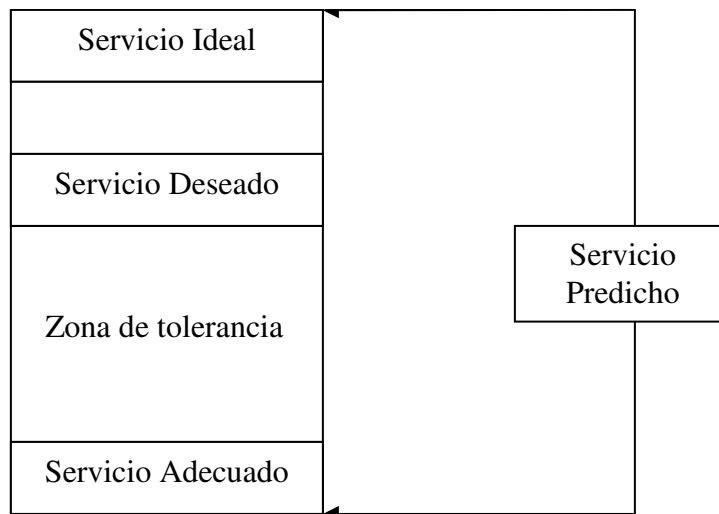 Servicio Ideal
Servicio Deseado
Zona de tolerancia
Servicio Adecuado
Servicio
Predicho